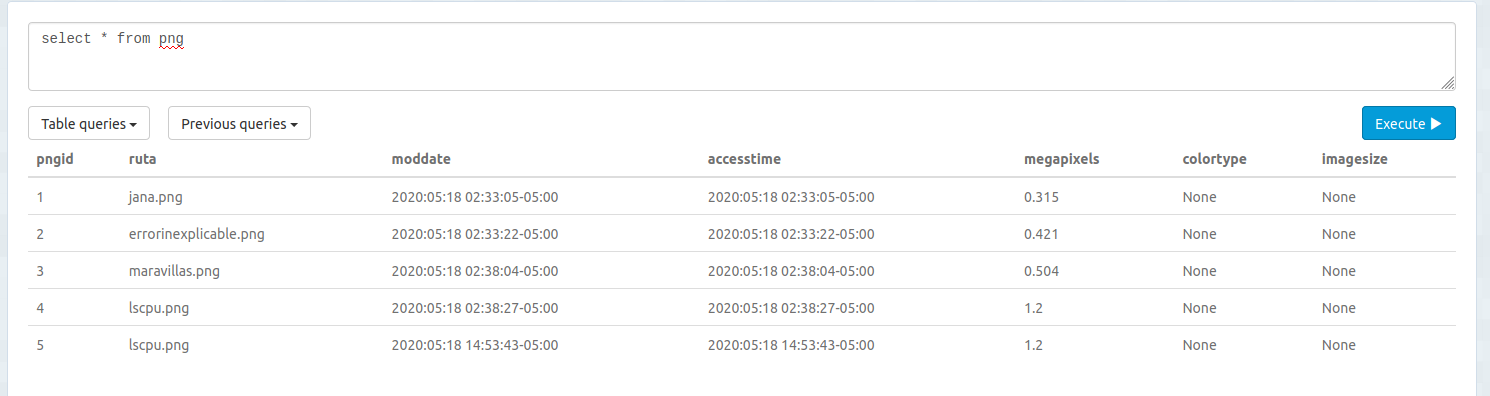 select * from png
Table queries Previous queries Execute
pngid ruta moddate accesstime megapixels colortype imagesize
1 jana.png 2020:05:18 02:33:05-05:00 2020:05:18 02:33:05-05:00 0.315 None None
2 errorinexplicable.png 2020:05:18 02:33:22-05:00 2020:05:18 02:33:22-05:00 0.421 None None
3 maravillas.png 2020:05:18 02:38:04-05:00 2020:05:18 02:38:04-05:00 0.504 None None
4 lscpu.png 2020:05:18 02:38:27-05:00 2020:05:18 02:38:27-05:00 1.2 None None
5 lscpu.png 2020:05:18 14:53:43-05:00 2020:05:18 14:53:43-05:00 1.2 None None